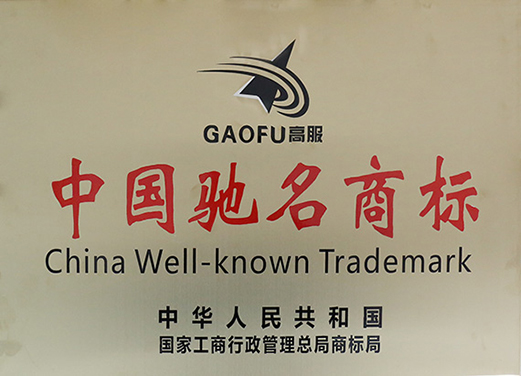 GAOFU高服
中国驰名商标
China Well-known Trademark
中华人民共和国
国家工商行政管理总局商标局